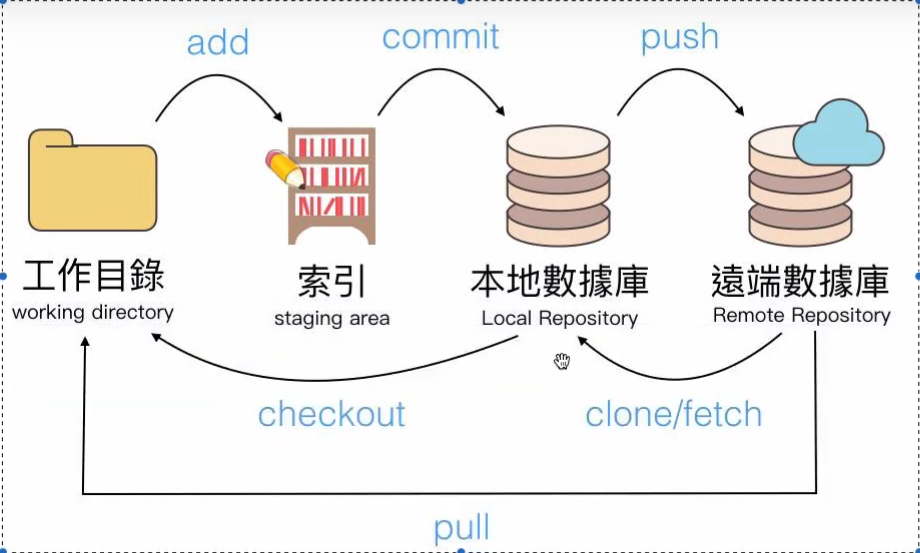 add
commit
push
工作目錄
working directory
索引
staging area
本地數據庫
Local Repository
遠端數據庫
Remote Repository
checkout
clone/fetch
pull